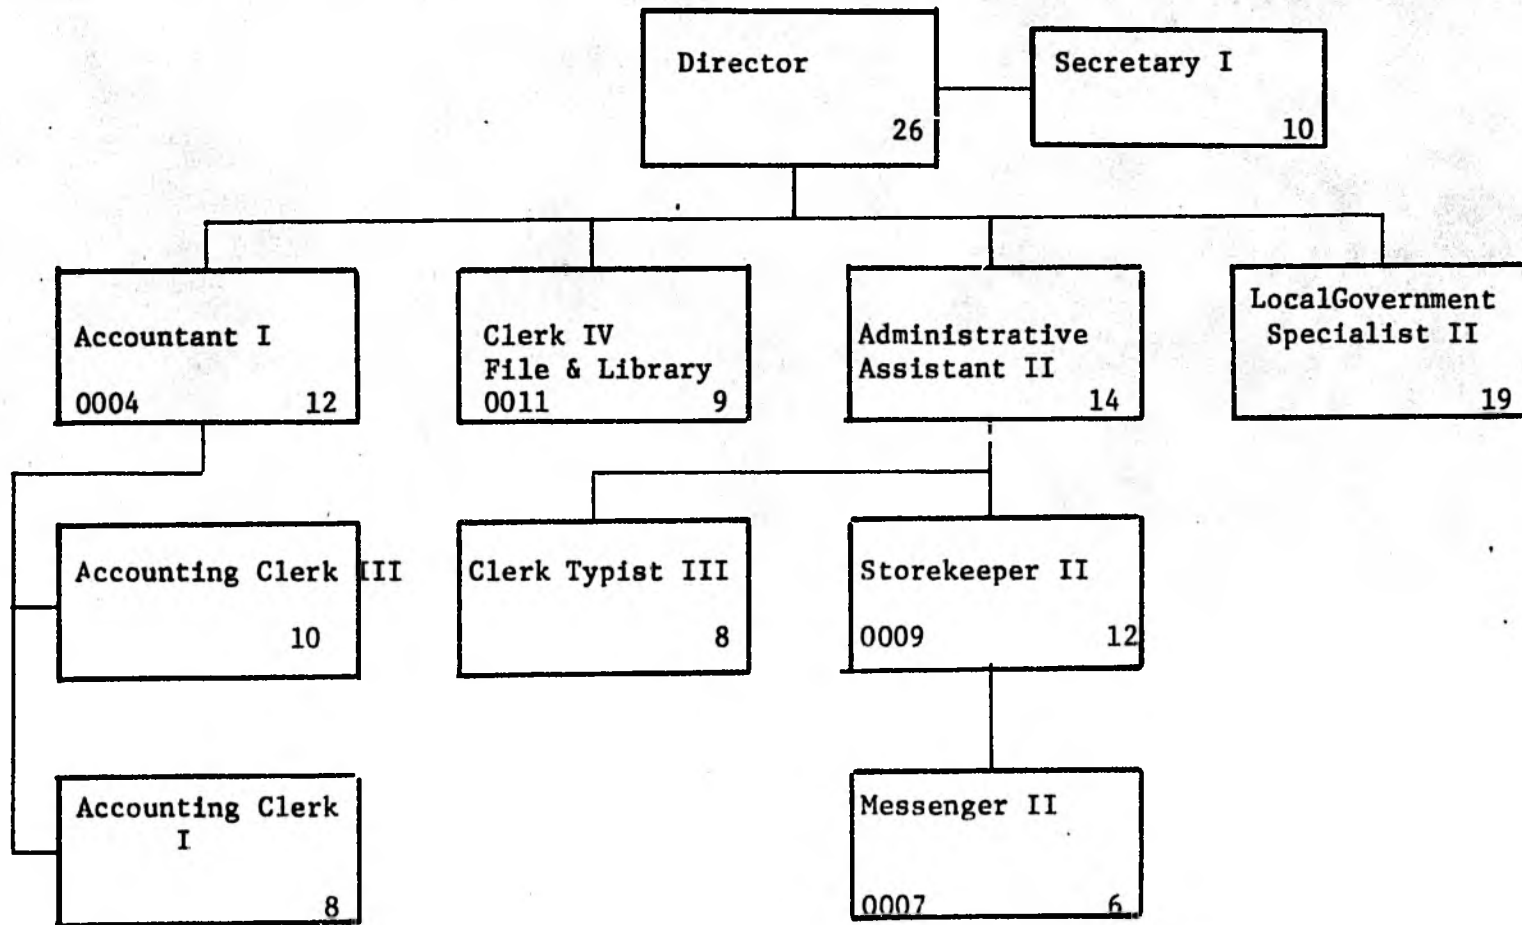 Director
26
Secretary I
10
Accountant I
0004 12
Clerk IV
File & Library
0011 9
Administrative
Assistant II
14
LocalGovernment
Specialist II
19
Accounting Clerk III
10
Clerk Typist III
8
Storekeeper II
0009 12
Accounting Clerk
I
8
Messenger II
0007 6